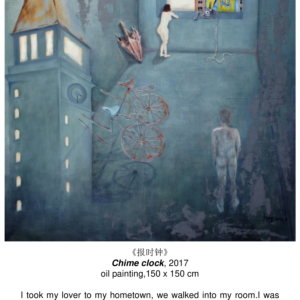 《报时钟》
Chime clock, 2017
oil painting,150 x 150 cm
I took my lover to my hometown, we walked into my room.I was